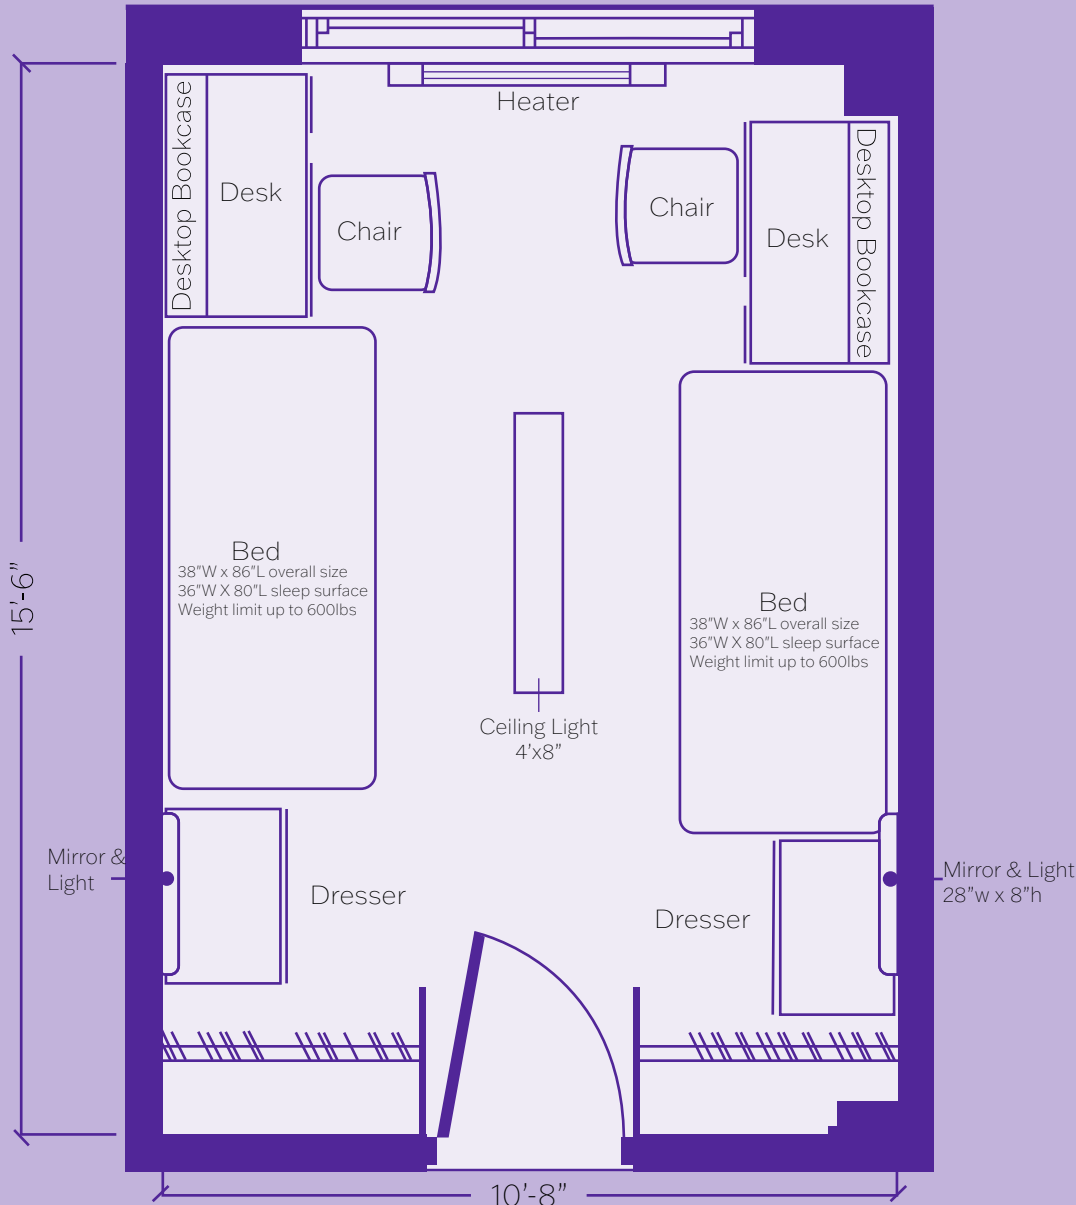 Heater
Desktop Bookcase
Desk
Chair
Chair
Desk
Desktop Bookcase
15'-6"
Bed
38"W x 86"L overall size
36"W X 80"L sleep surface
Weight limit up to 600lbs
Bed
38"W x 86"L overall size
36"W X 80"L sleep surface
Weight limit up to 600lbs
Ceiling Light
4'x8"
Mirror &
Light
Dresser
Dresser
Mirror & Light
28"w x 8"h
10'-8"